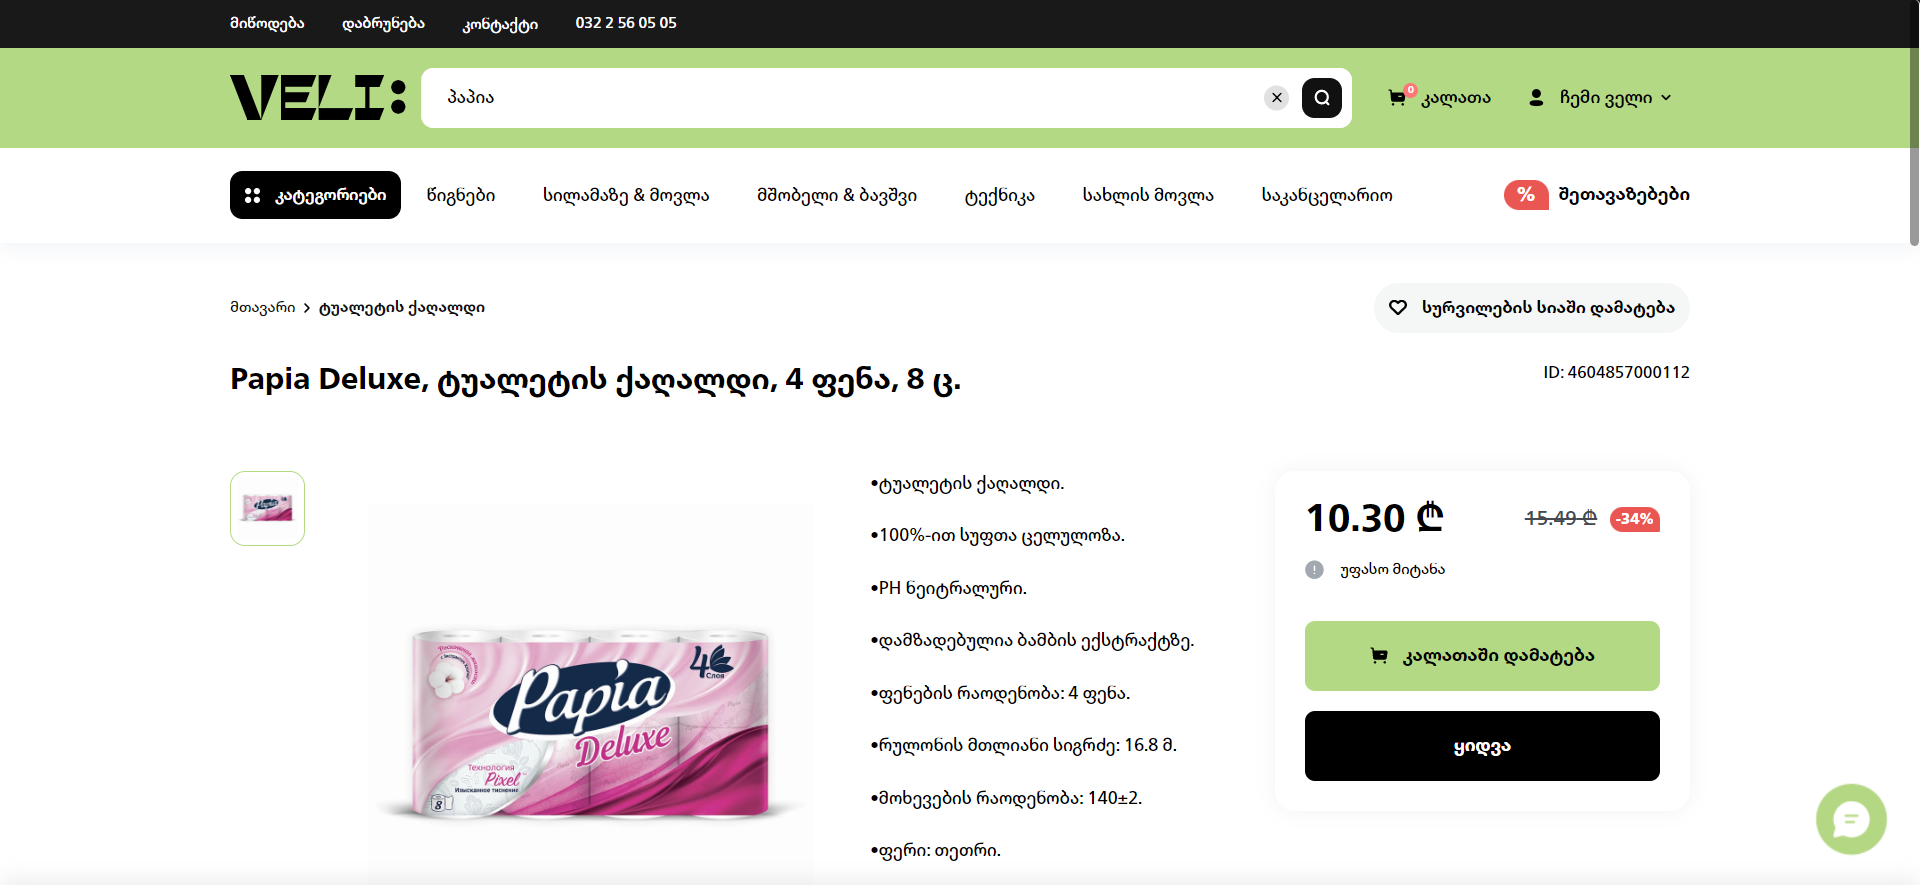 მიწოდება დაბრუნება კონტაქტი 032 2 56 05 05
VELI:
პაპია
0 კალათა ჩემი ველი
კატეგორიები წიგნები სილამაზე & მოვლა მშობელი & ბავშვი ტექნიკა სახლის მოვლა საკანცელარიო % შეთავაზებები
მთავარი > ტუალეტის ქაღალდი
სურვილების სიაში დამატება
Papia Deluxe, ტუალეტის ქაღალდი, 4 ფენა, 8 ც.
ID: 4604857000112
4
Слоя
Papia
Deluxe
Технология
Pixel
Изысканное тиснение
8
•ტუალეტის ქაღალდი.
•100%-ით სუფთა ცელულოზა.
•PH ნეიტრალური.
•დამზადებულია ბამბის ექსტრაქტზე.
•ფენების რაოდენობა: 4 ფენა.
•რულონის მთლიანი სიგრძე: 16.8 მ.
•მოხევების რაოდენობა: 140±2.
•ფერი: თეთრი.
10.30 ₾ 15.49 ₾ -34%
უფასო მიტანა
კალათაში დამატება
ყიდვა